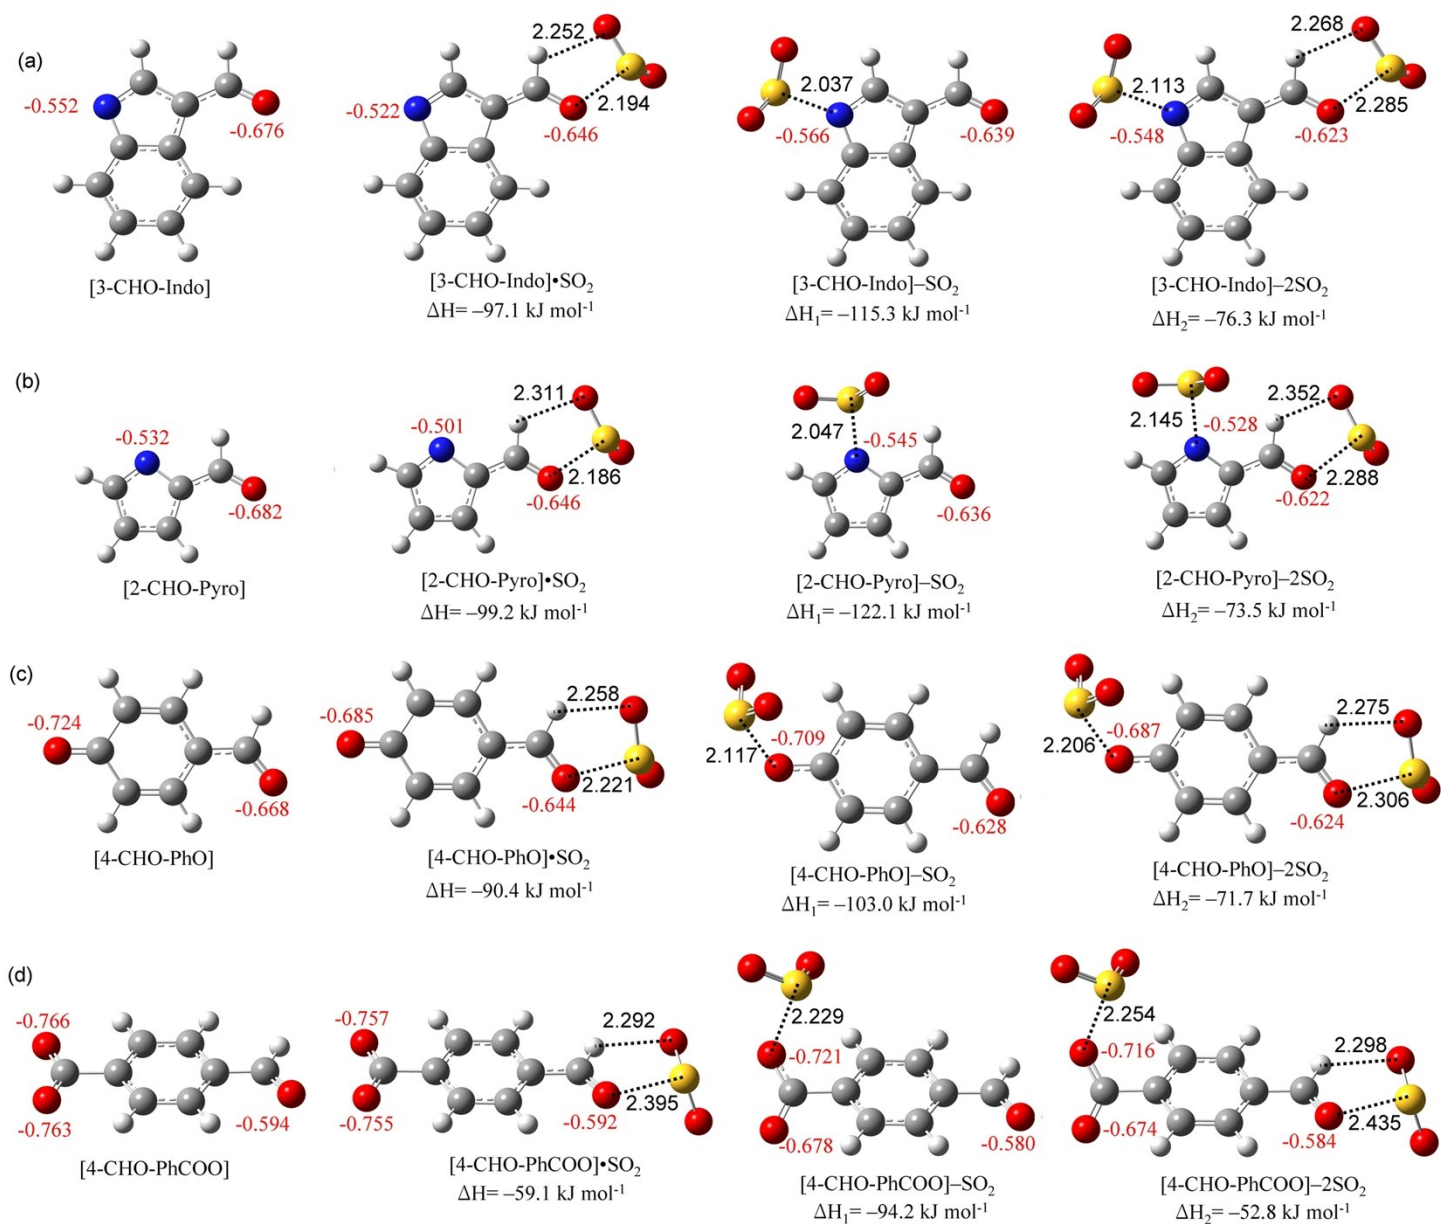 (a)
-0.552
-0.676
[3-CHO-Indo]
2.252
2.194
-0.522
-0.646
[3-CHO-Indo]•SO₂
ΔH= –97.1 kJ mol⁻¹
2.037
-0.566
-0.639
[3-CHO-Indo]–SO₂
ΔH₁= –115.3 kJ mol⁻¹
2.268
2.113
2.285
-0.548
-0.623
[3-CHO-Indo]–2SO₂
ΔH₂= –76.3 kJ mol⁻¹
(b)
-0.532
-0.682
[2-CHO-Pyro]
2.311
-0.501
2.186
-0.646
[2-CHO-Pyro]•SO₂
ΔH= –99.2 kJ mol⁻¹
2.047
-0.545
-0.636
[2-CHO-Pyro]–SO₂
ΔH₁= –122.1 kJ mol⁻¹
2.352
2.145
-0.528
2.288
-0.622
[2-CHO-Pyro]–2SO₂
ΔH₂= –73.5 kJ mol⁻¹
(c)
-0.724
-0.668
[4-CHO-PhO]
2.258
-0.685
2.221
-0.644
[4-CHO-PhO]•SO₂
ΔH= –90.4 kJ mol⁻¹
2.117
-0.709
-0.628
[4-CHO-PhO]–SO₂
ΔH₁= –103.0 kJ mol⁻¹
2.275
-0.687
2.206
2.306
-0.624
[4-CHO-PhO]–2SO₂
ΔH₂= –71.7 kJ mol⁻¹
(d)
-0.766
-0.763
-0.594
[4-CHO-PhCOO]
-0.757
2.292
2.395
-0.755
-0.592
[4-CHO-PhCOO]•SO₂
ΔH= –59.1 kJ mol⁻¹
2.229
-0.721
-0.678
-0.580
[4-CHO-PhCOO]–SO₂
ΔH₁= –94.2 kJ mol⁻¹
2.254
-0.716
2.298
2.435
-0.674
-0.584
[4-CHO-PhCOO]–2SO₂
ΔH₂= –52.8 kJ mol⁻¹